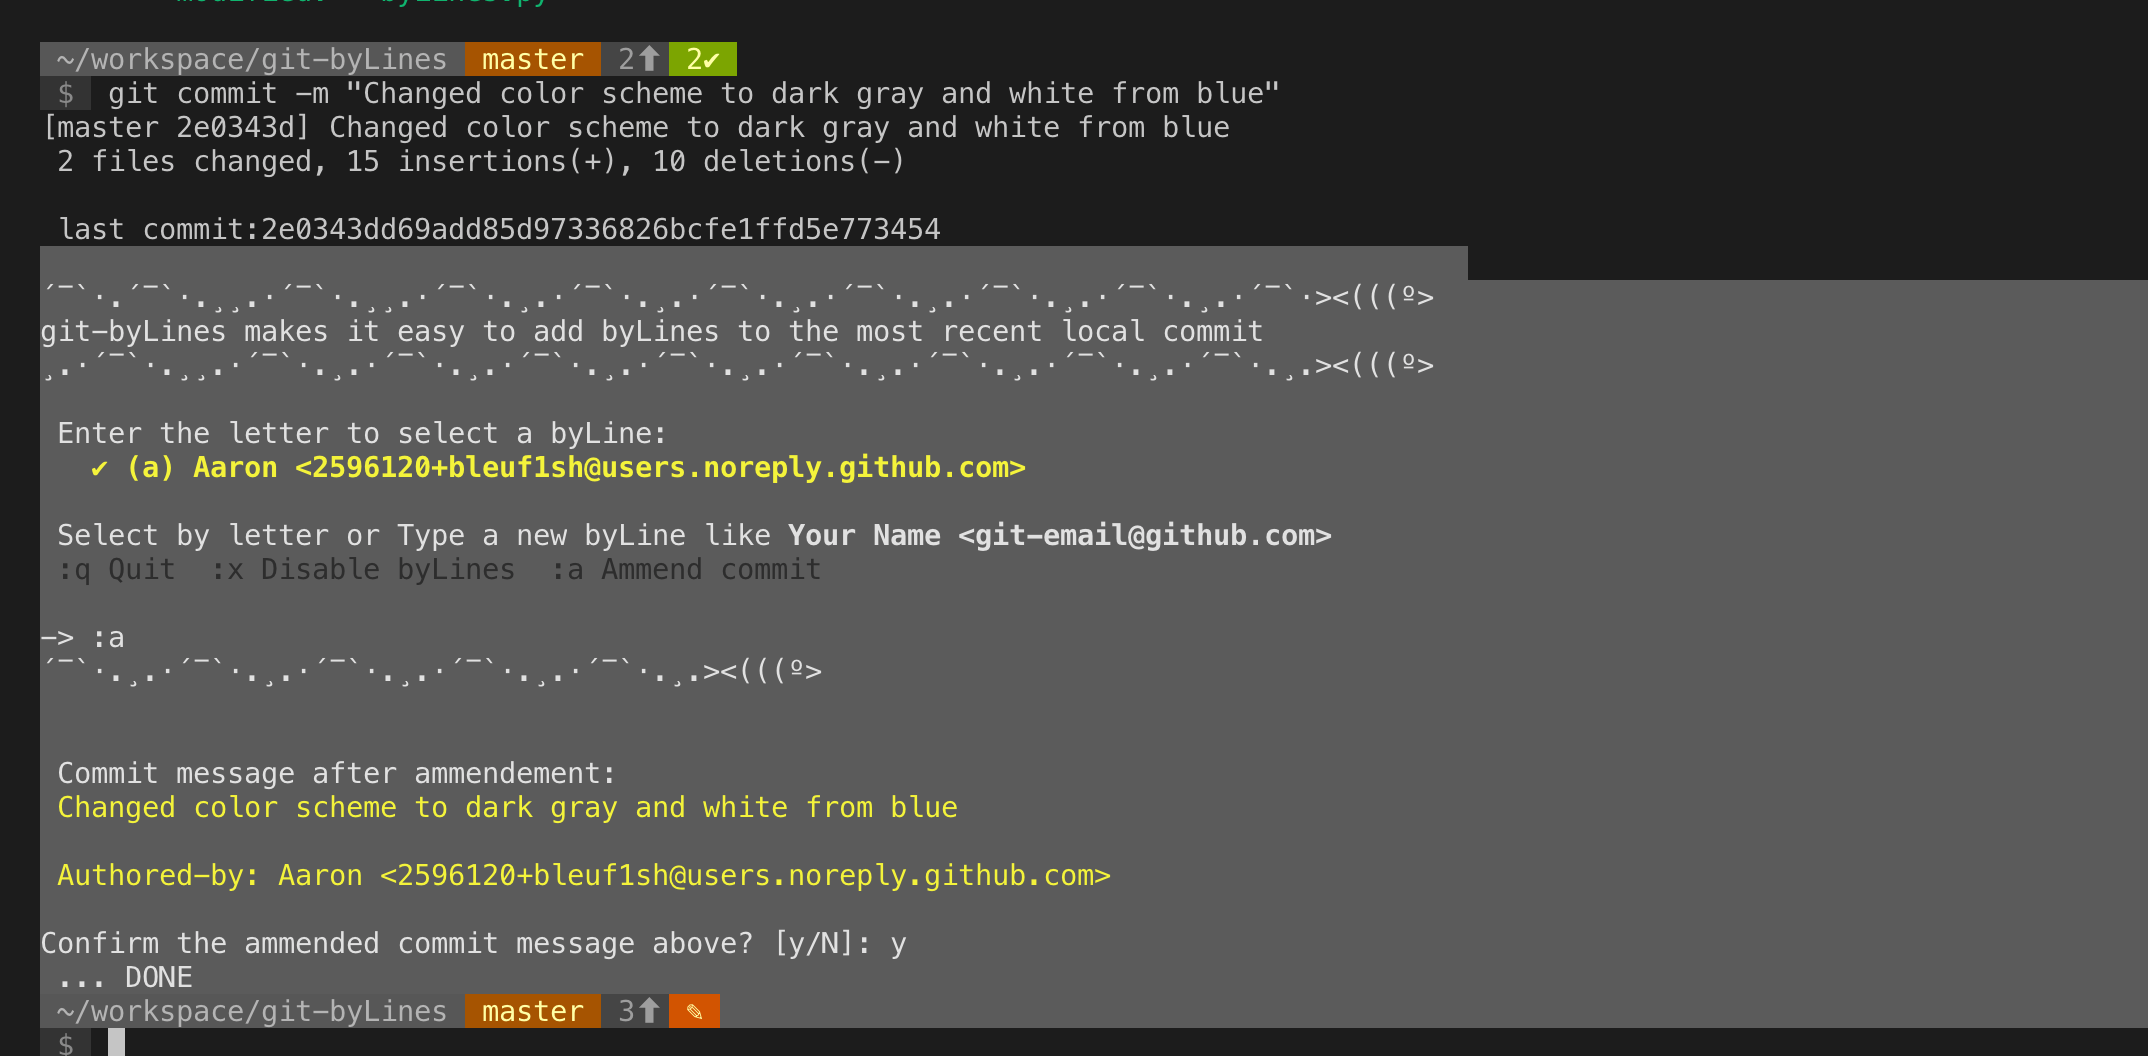 modified: byLines.py
~/workspace/git-byLines master 2⬆ 2✔
$ git commit -m "Changed color scheme to dark gray and white from blue"
[master 2e0343d] Changed color scheme to dark gray and white from blue
2 files changed, 15 insertions(+), 10 deletions(-)
last commit:2e0343dd69add85d97336826bcfe1ffd5e773454
´¯`·.´¯`·.¸¸.·´¯`·.¸¸.·´¯`·.¸.·´¯`·.¸.·´¯`·.¸.·´¯`·.¸.·´¯`·.¸.·´¯`·.¸.·´¯`·><(((º>
git-byLines makes it easy to add byLines to the most recent local commit
¸.·´¯`·.¸¸.·´¯`·.¸.·´¯`·.¸.·´¯`·.¸.·´¯`·.¸.·´¯`·.¸.·´¯`·.¸.·´¯`·.¸.·´¯`·.¸.><(((º>
Enter the letter to select a byLine:
✔ (a) Aaron <2596120+bleuf1sh@users.noreply.github.com>
Select by letter or Type a new byLine like Your Name <git-email@github.com>
:q Quit :x Disable byLines :a Ammend commit
-> :a
´¯`·.¸.·´¯`·.¸.·´¯`·.¸.·´¯`·.¸.·´¯`·.¸.><(((º>
Commit message after ammendement:
Changed color scheme to dark gray and white from blue
Authored-by: Aaron <2596120+bleuf1sh@users.noreply.github.com>
Confirm the ammended commit message above? [y/N]: y
... DONE
~/workspace/git-byLines master 3⬆ ✎
$